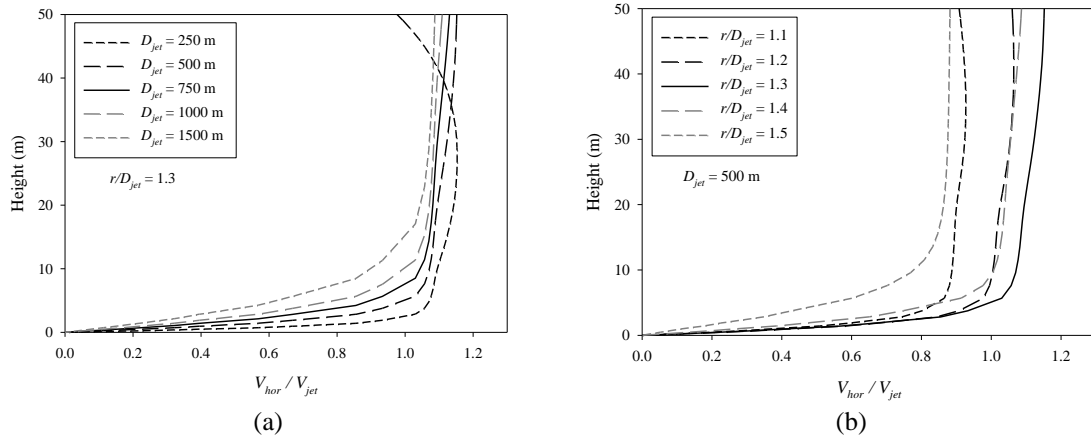 50
40
30
20
10
0
Height (m)
D_jet = 250 m
D_jet = 500 m
D_jet = 750 m
D_jet = 1000 m
D_jet = 1500 m
r/D_jet = 1.3
0.0 0.2 0.4 0.6 0.8 1.0 1.2
V_hor / V_jet
(a)
50
40
30
20
10
0
Height (m)
r/D_jet = 1.1
r/D_jet = 1.2
r/D_jet = 1.3
r/D_jet = 1.4
r/D_jet = 1.5
D_jet = 500 m
0.0 0.2 0.4 0.6 0.8 1.0 1.2
V_hor / V_jet
(b)